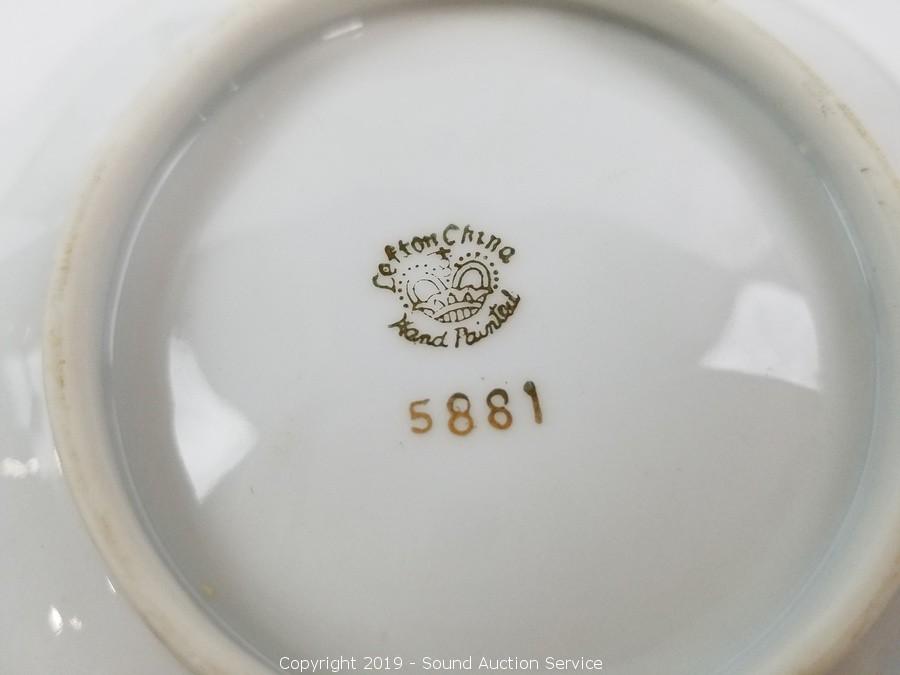 Lefton China
Hand Painted
5881
Copyright 2019 - Sound Auction Service